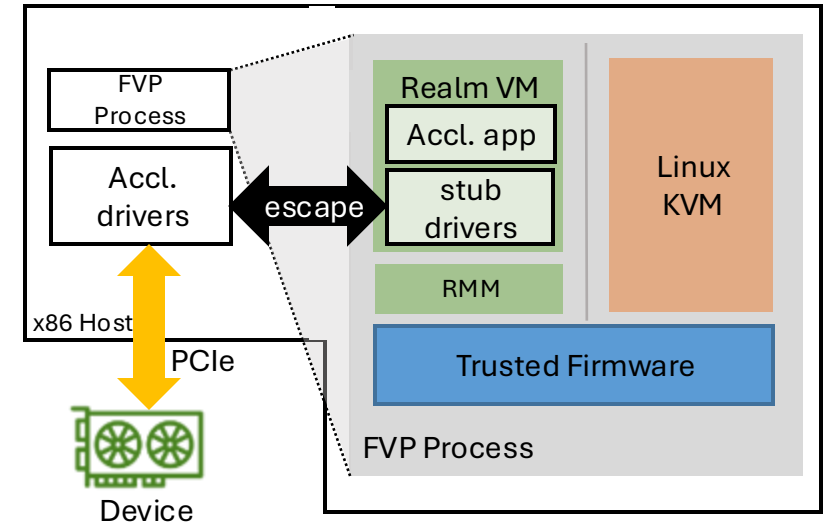 FVP
Process
Accl.
drivers
escape
x86 Host
PCIe
Device
Realm VM
Accl. app
stub
drivers
RMM
Linux
KVM
Trusted Firmware
FVP Process